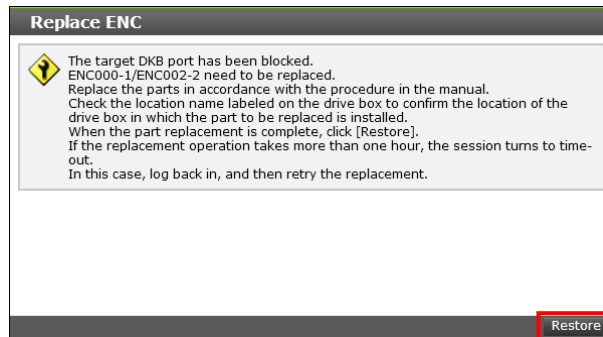 Replace ENC
The target DKB port has been blocked.
ENC000-1/ENC002-2 need to be replaced.
Replace the parts in accordance with the procedure in the manual.
Check the location name labeled on the drive box to confirm the location of the
drive box in which the part to be replaced is installed.
When the part replacement is complete, click [Restore].
If the replacement operation takes more than one hour, the session turns to time-
out.
In this case, log back in, and then retry the replacement.
Restore